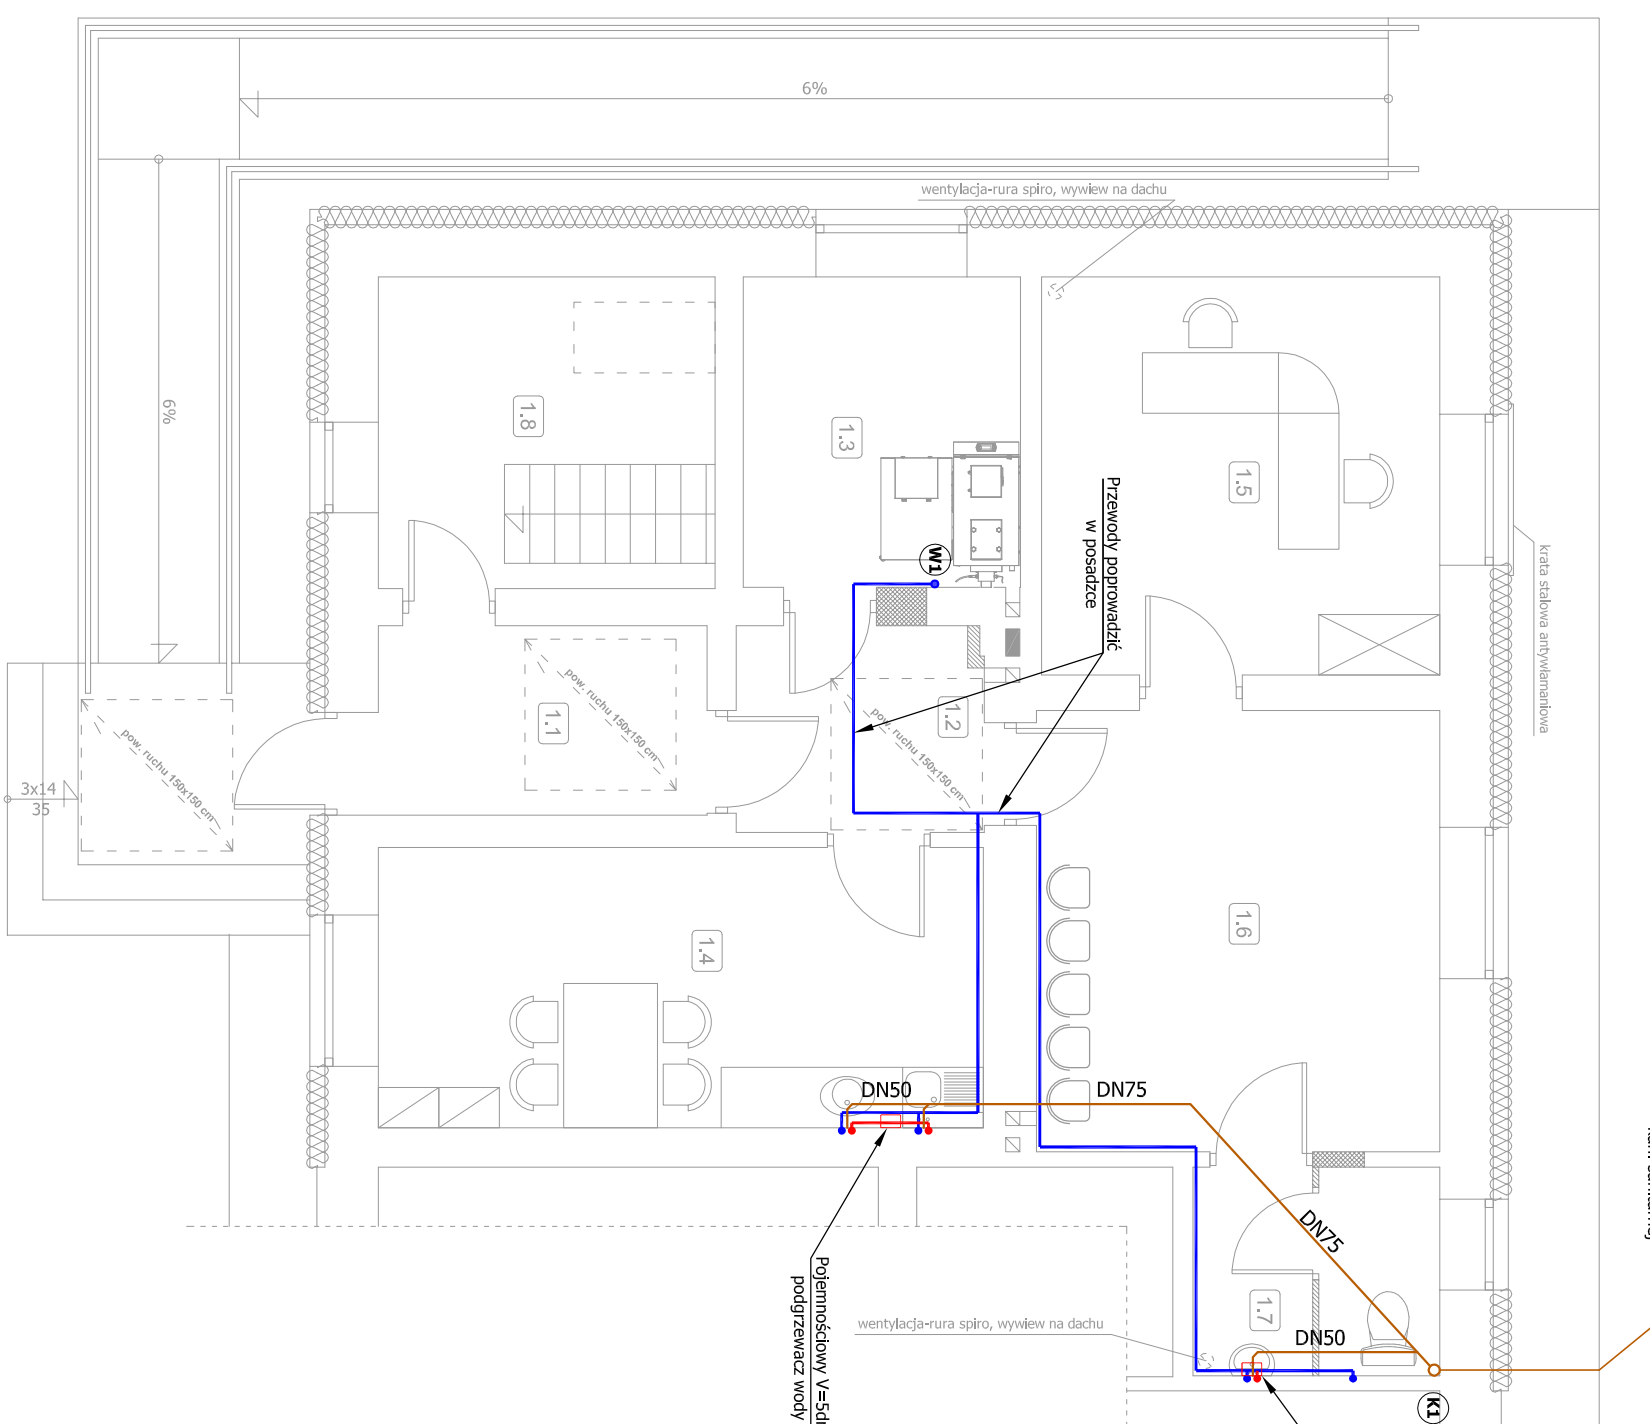 6%
wentylacja-rura spiro, wywiew na dachu
6%
1.8
1.3
1.5
Przewody poprowadzić
w posadzce
krata stalowa antywłamaniowa
W1
1.1
pow. ruchu 150x150 cm
1.2
pow. ruchu 150x150 cm
pow. ruchu 150x150 cm
3x14
35
1.4
1.6
DN50
DN75
DN75
Pojemnościowy V=5d
podgrzewacz wody
wentylacja-rura spiro, wywiew na dachu
1.7
DN50
K1